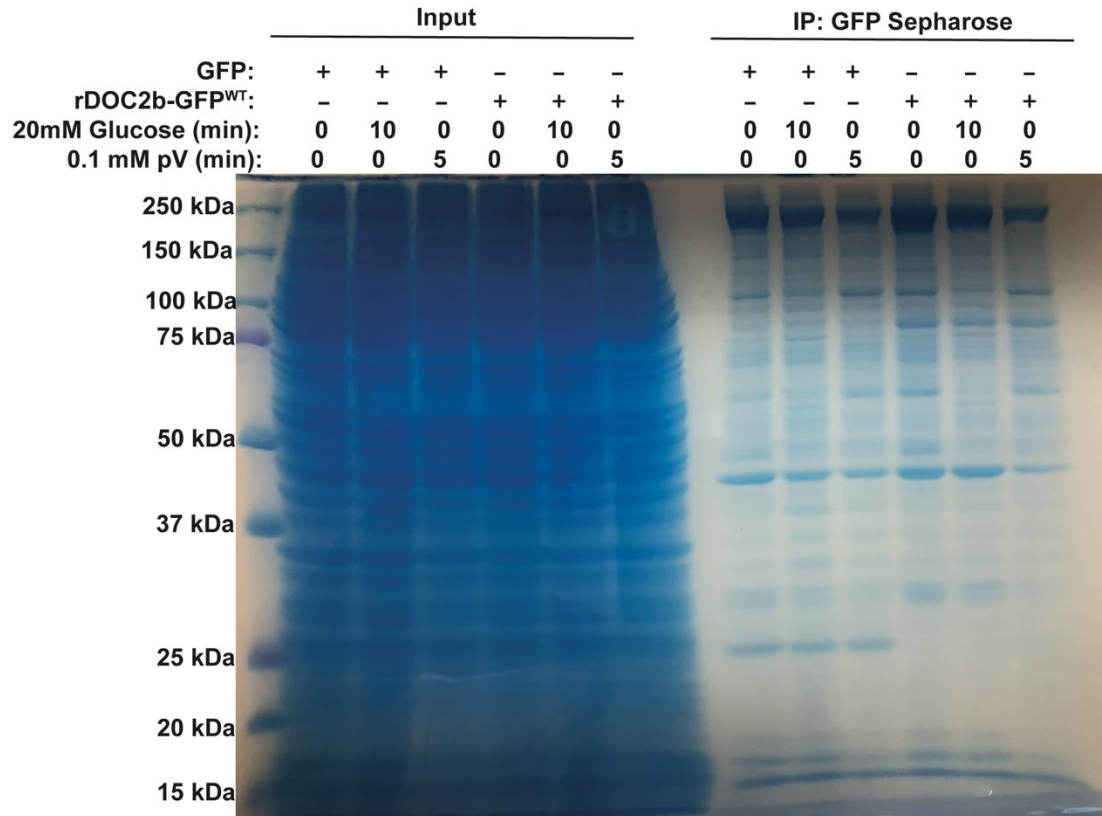 Input IP: GFP Sepharose
GFP: + + + – – – + + + – – –
rDOC2b-GFPWT: – – – + + + – – – + + +
20mM Glucose (min): 0 10 0 0 10 0 0 10 0 0 10 0
0.1 mM pV (min): 0 0 5 0 0 5 0 0 5 0 0 5
250 kDa
150 kDa
100 kDa
75 kDa
50 kDa
37 kDa
25 kDa
20 kDa
15 kDa